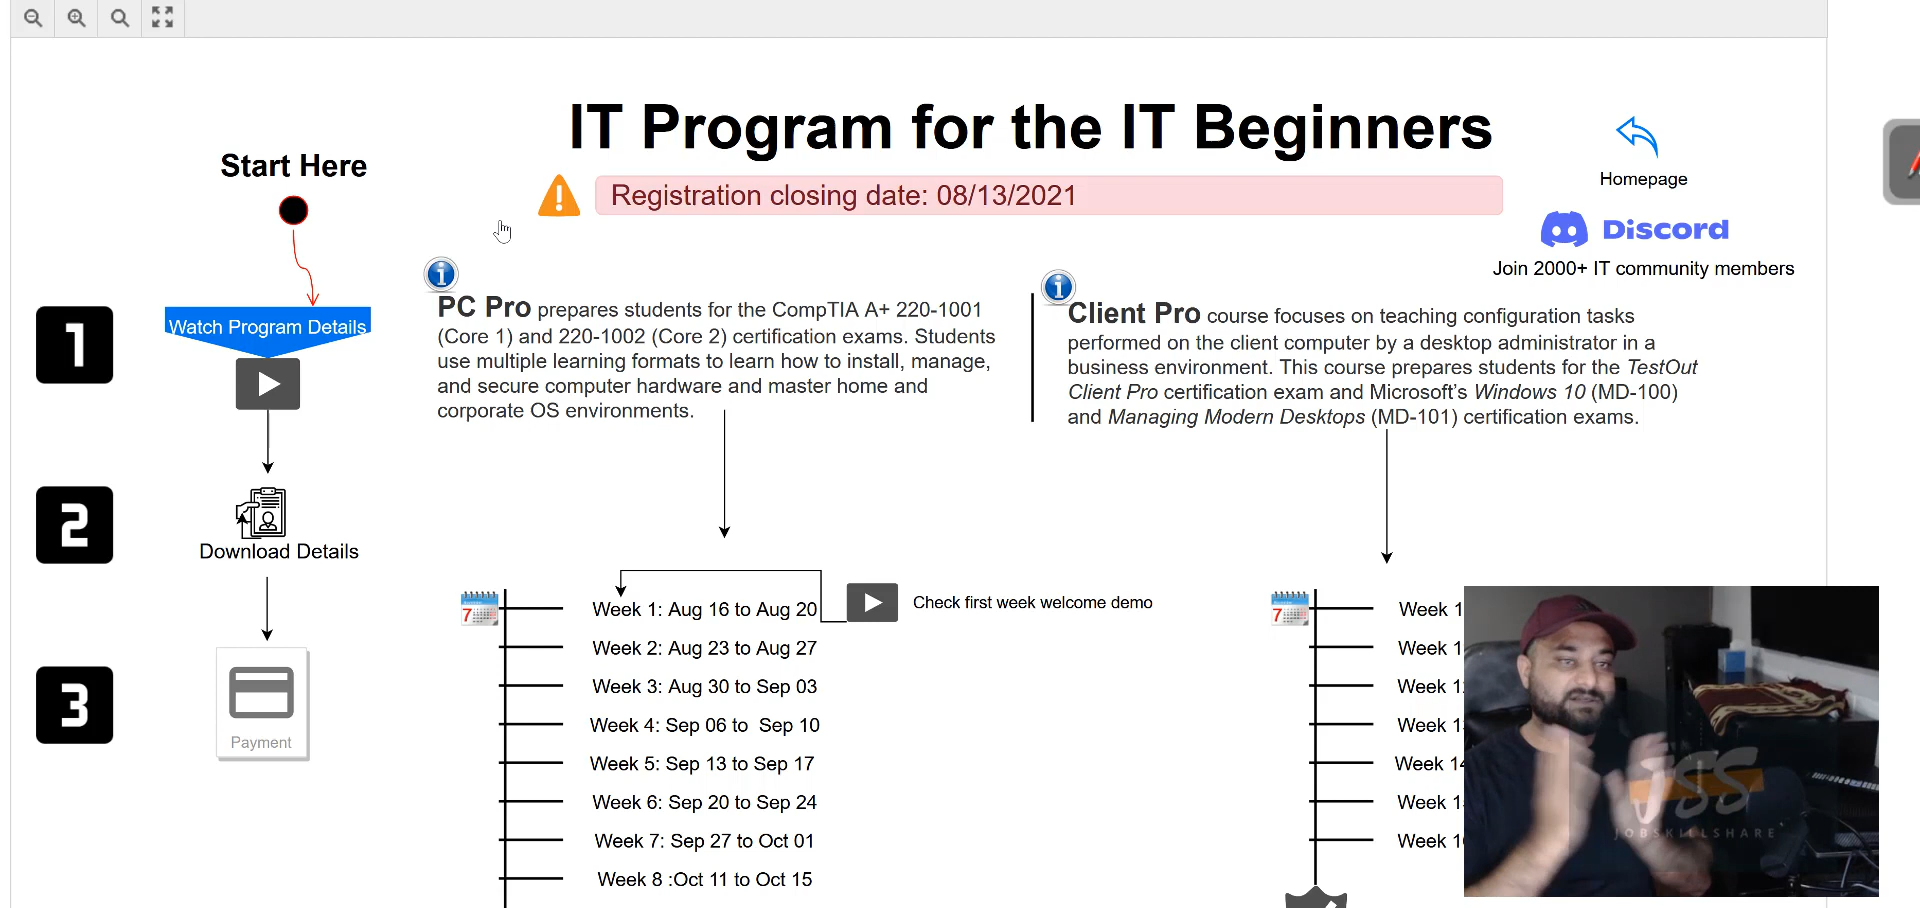 IT Program for the IT Beginners
Start Here
Registration closing date: 08/13/2021
Homepage
Discord
Join 2000+ IT community members
1
Watch Program Details
PC Pro prepares students for the CompTIA A+ 220-1001
(Core 1) and 220-1002 (Core 2) certification exams. Students
use multiple learning formats to learn how to install, manage,
and secure computer hardware and master home and
corporate OS environments.
Client Pro course focuses on teaching configuration tasks
performed on the client computer by a desktop administrator in a
business environment. This course prepares students for the TestOut
Client Pro certification exam and Microsoft's Windows 10 (MD-100)
and Managing Modern Desktops (MD-101) certification exams.
2
Download Details
3
Payment
7
Week 1: Aug 16 to Aug 20
Check first week welcome demo
Week 2: Aug 23 to Aug 27
Week 3: Aug 30 to Sep 03
Week 4: Sep 06 to Sep 10
Week 5: Sep 13 to Sep 17
Week 6: Sep 20 to Sep 24
Week 7: Sep 27 to Oct 01
Week 8 :Oct 11 to Oct 15
7
Week
Week
Week
Week
Week 14
Week
Week
JSS
JOBSKILLSHARE